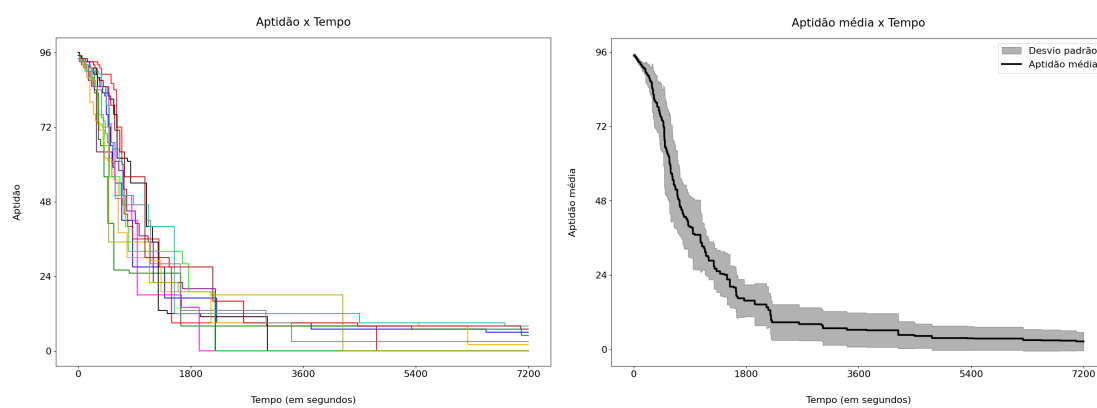 Aptidão x Tempo
96
72
48
24
0
Aptidão
0 1800 3600 5400 7200
Tempo (em segundos)
Aptidão média x Tempo
Desvio padrão
Aptidão média
96
72
48
24
0
Aptidão média
0 1800 3600 5400 7200
Tempo (em segundos)